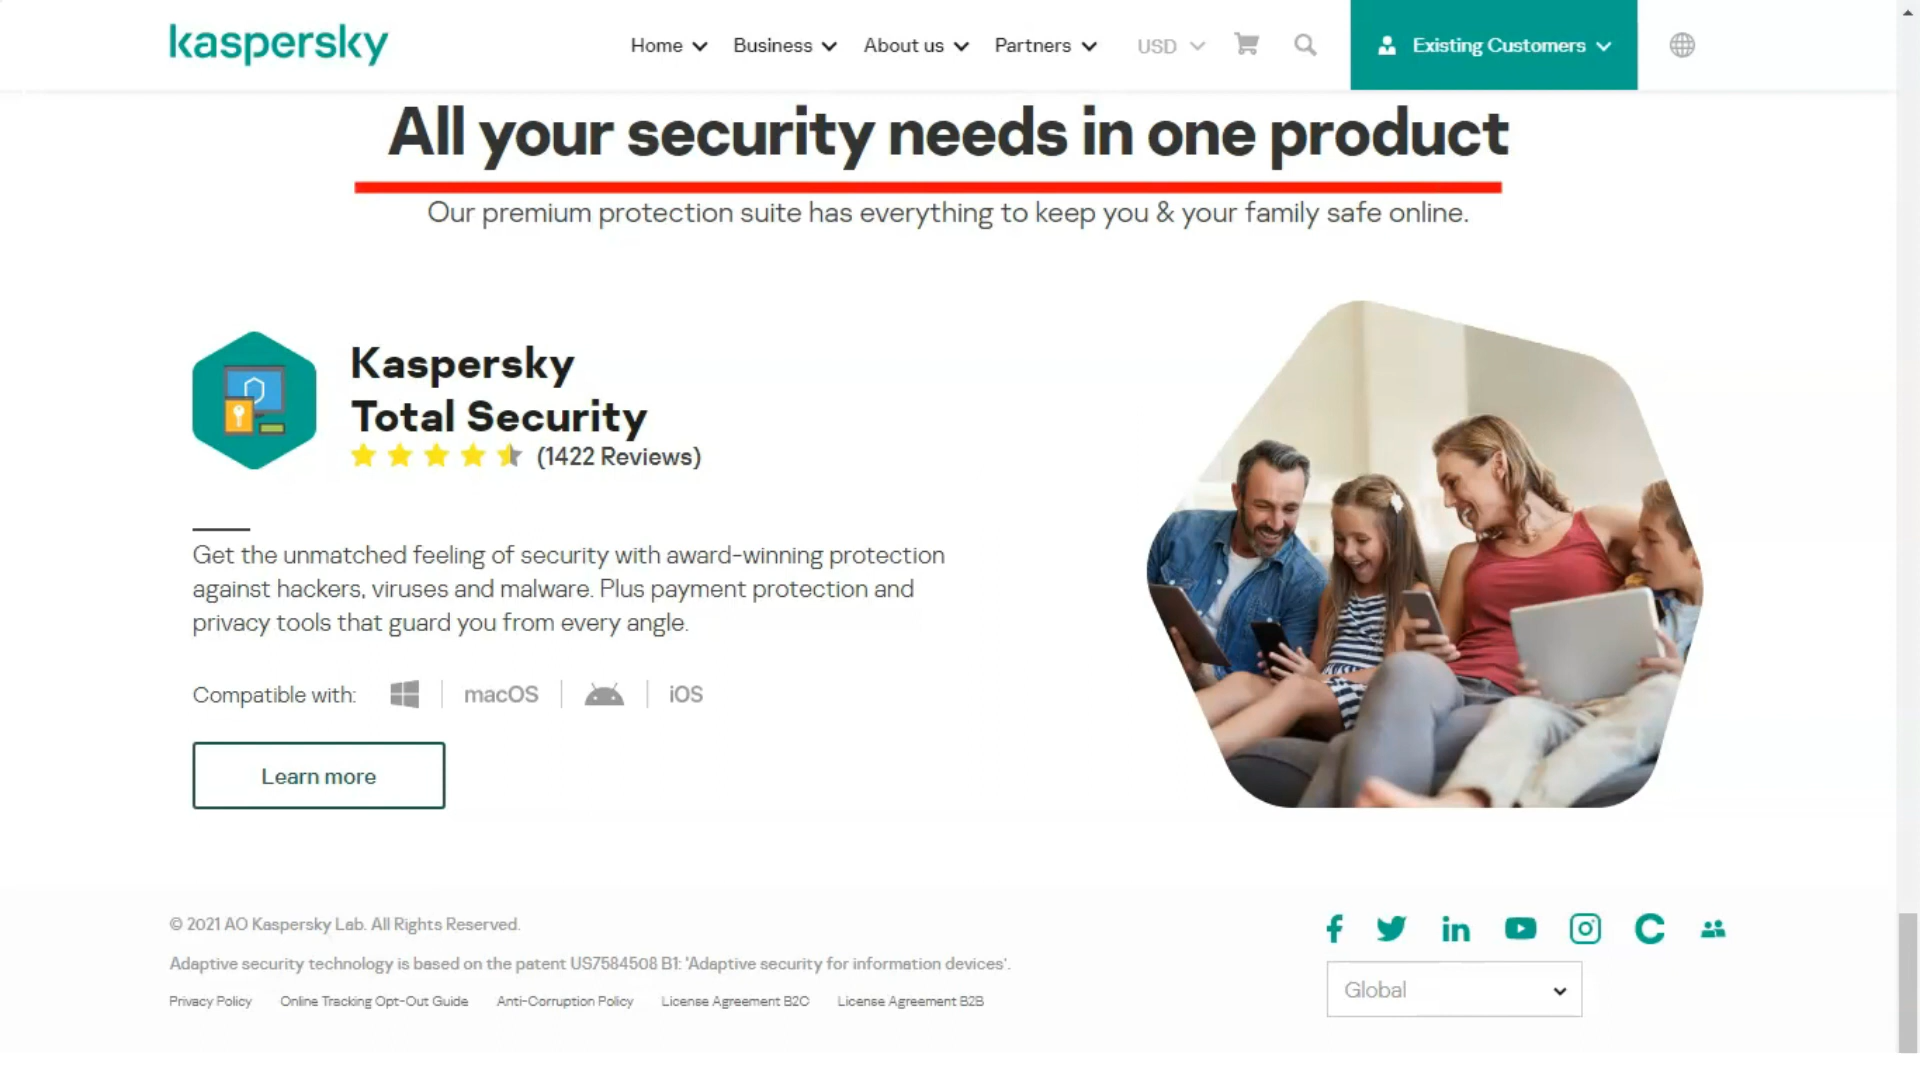 kaspersky
Home Business About us Partners USD Existing Customers
All your security needs in one product
Our premium protection suite has everything to keep you & your family safe online.
Kaspersky
Total Security
(1422 Reviews)
Get the unmatched feeling of security with award-winning protection
against hackers, viruses and malware. Plus payment protection and
privacy tools that guard you from every angle.
Compatible with: macOS iOS
Learn more
© 2021 AO Kaspersky Lab. All Rights Reserved.
Adaptive security technology is based on the patent US7584508 B1: 'Adaptive security for information devices'.
Privacy Policy Online Tracking Opt-Out Guide Anti-Corruption Policy License Agreement B2C License Agreement B2B
Global